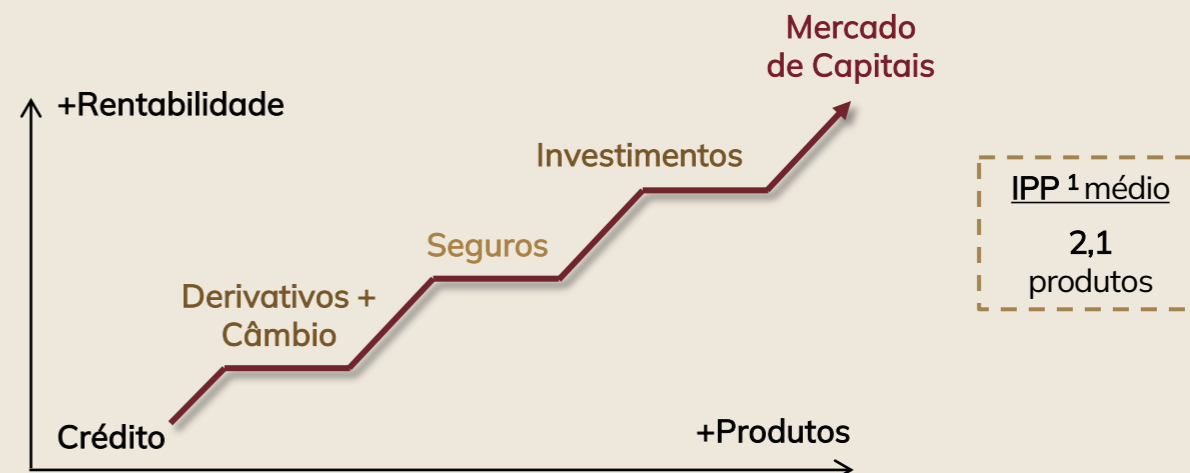 Mercado
de Capitais
+Rentabilidade
Investimentos
IPP ¹ médio
2,1
produtos
Seguros
Derivativos +
Câmbio
Crédito
+Produtos